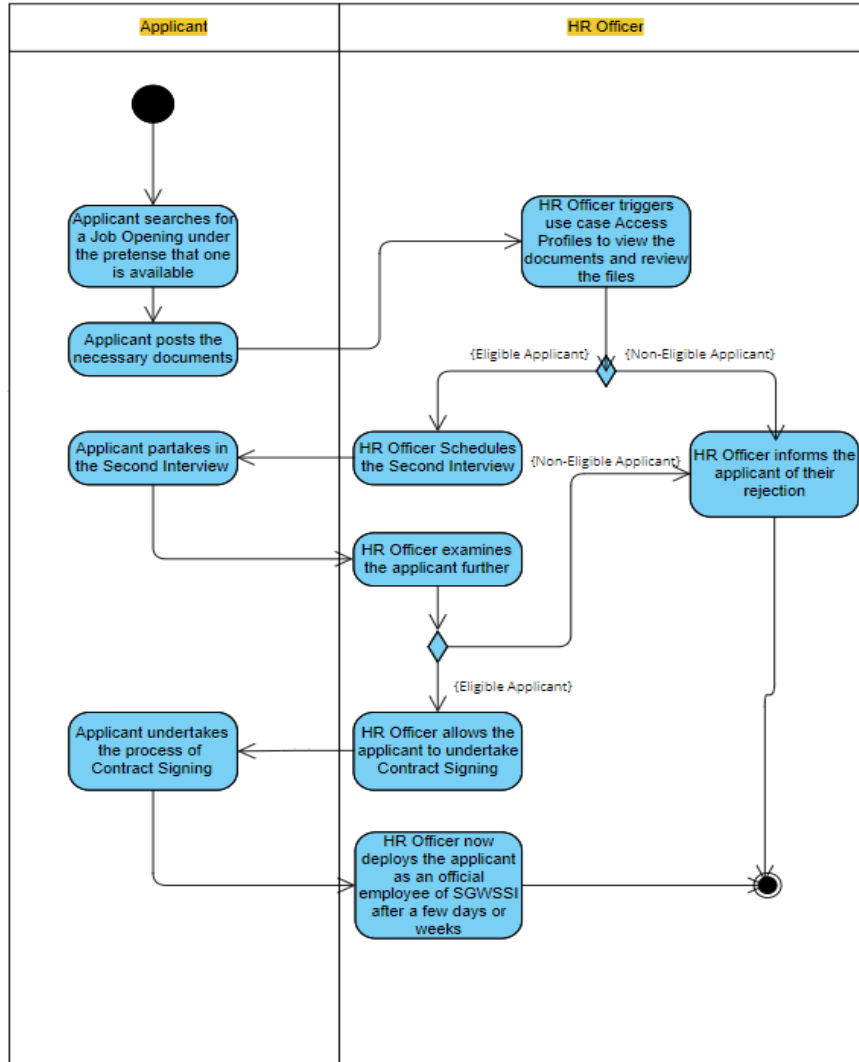 Applicant
HR Officer
Applicant searches for
a Job Opening under
the pretense that one
is available
HR Officer triggers
use case Access
Profiles to view the
documents and review
the files
Applicant posts the
necessary documents
{Eligible Applicant}
{Non-Eligible Applicant}
Applicant partakes in
the Second Interview
HR Officer Schedules
the Second Interview
{Non-Eligible Applicant}
HR Officer informs the
applicant of their
rejection
HR Officer examines
the applicant further
{Eligible Applicant}
Applicant undertakes
the process of
Contract Signing
HR Officer allows the
applicant to undertake
Contract Signing
HR Officer now
deploys the applicant
as an official
employee of SGWSSI
after a few days or
weeks